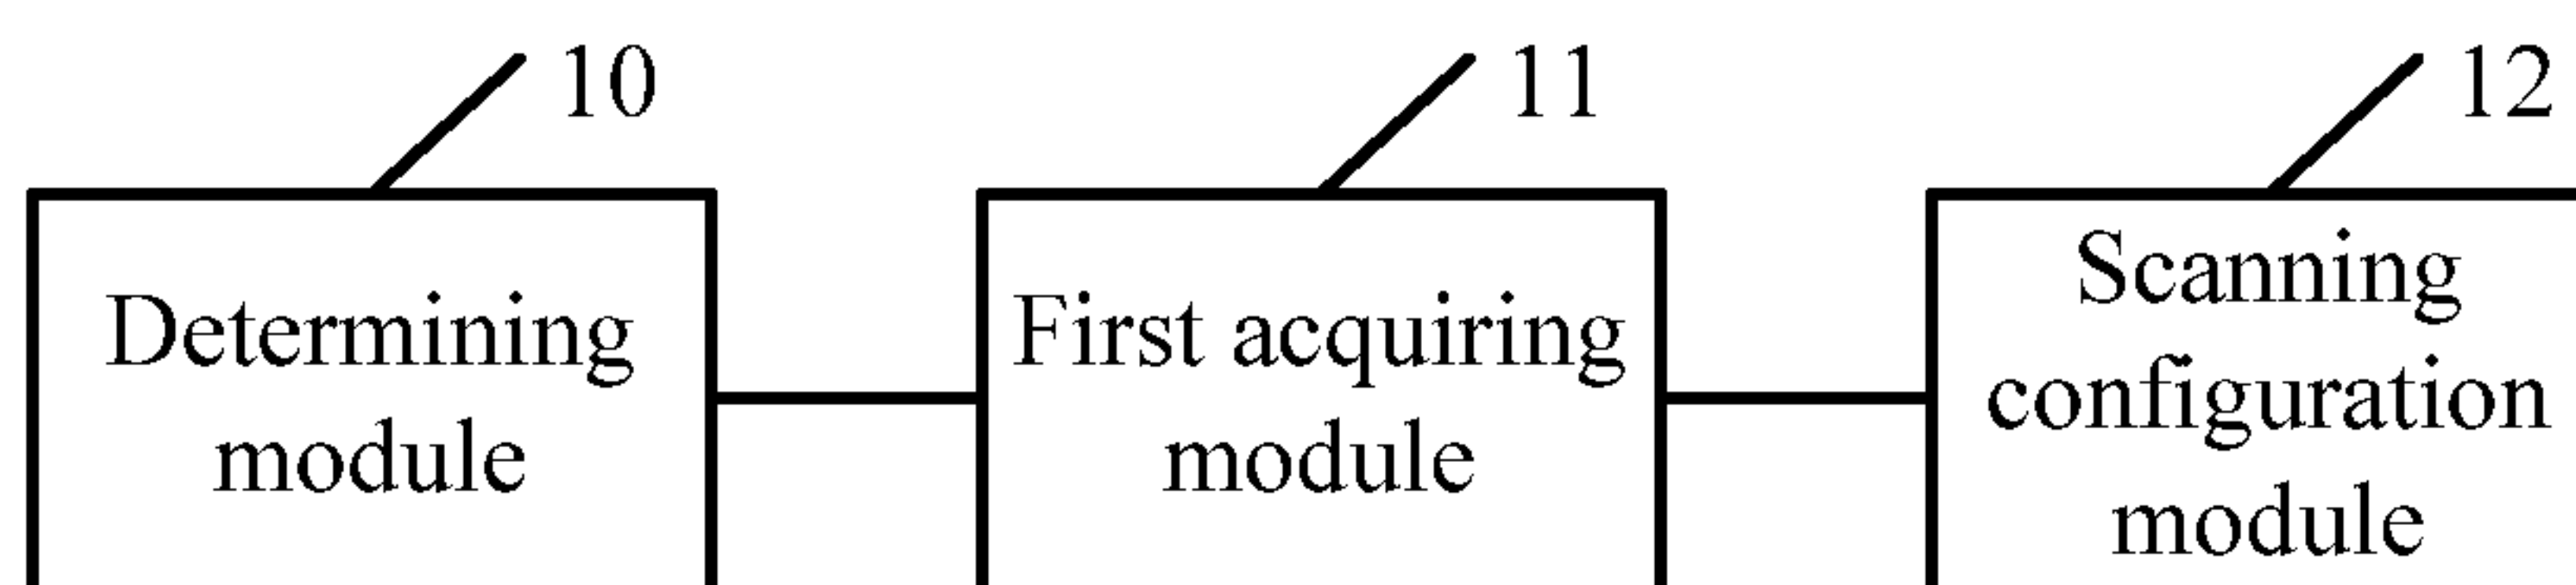 10
11
12
Determining
module
First acquiring
module
Scanning
configuration
module